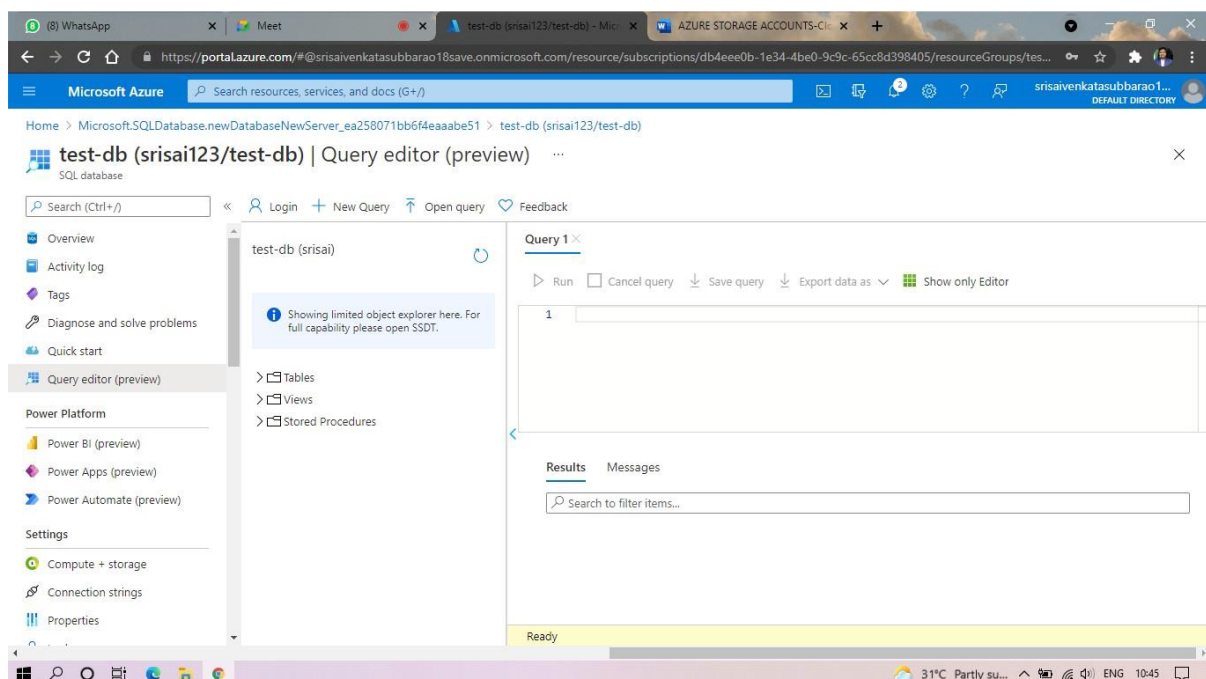 (8) WhatsApp
Meet
test-db (srisai123/test-db) - Mic
AZURE STORAGE ACCOUNTS-Cl
https://portal.azure.com/#@srisaivenkatasubbarao18save.onmicrosoft.com/resource/subscriptions/db4eee0b-1e34-4be0-9c9c-65cc8d398405/resourceGroups/tes...
Microsoft Azure
Search resources, services, and docs (G+/)
2
srisaivenkatasubbarao1...
DEFAULT DIRECTORY
Home > Microsoft.SQLDatabase.newDatabaseNewServer_ea258071bb6f4eaaabe51 > test-db (srisai123/test-db)
test-db (srisai123/test-db) | Query editor (preview) ...
SQL database
Search (Ctrl+/)
Login
New Query
Open query
Feedback
Overview
Activity log
Tags
Diagnose and solve problems
Quick start
Query editor (preview)
Power Platform
Power BI (preview)
Power Apps (preview)
Power Automate (preview)
Settings
Compute + storage
Connection strings
Properties
test-db (srisai)
Showing limited object explorer here. For
full capability please open SSDT.
Tables
Views
Stored Procedures
Query 1
Run
Cancel query
Save query
Export data as
Show only Editor
1
Results
Messages
Search to filter items...
Ready
31°C Partly su...
ENG
10:45